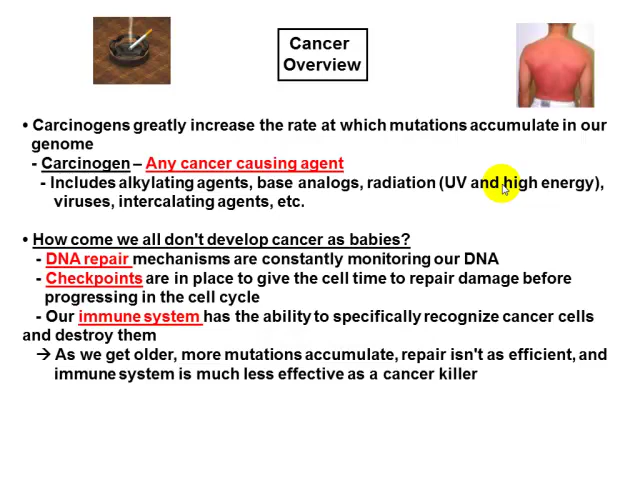 Cancer
Overview
• Carcinogens greatly increase the rate at which mutations accumulate in our
genome
- Carcinogen – Any cancer causing agent
- Includes alkylating agents, base analogs, radiation (UV and high energy),
viruses, intercalating agents, etc.
• How come we all don't develop cancer as babies?
- DNA repair mechanisms are constantly monitoring our DNA
- Checkpoints are in place to give the cell time to repair damage before
progressing in the cell cycle
- Our immune system has the ability to specifically recognize cancer cells
and destroy them
→ As we get older, more mutations accumulate, repair isn't as efficient, and
immune system is much less effective as a cancer killer